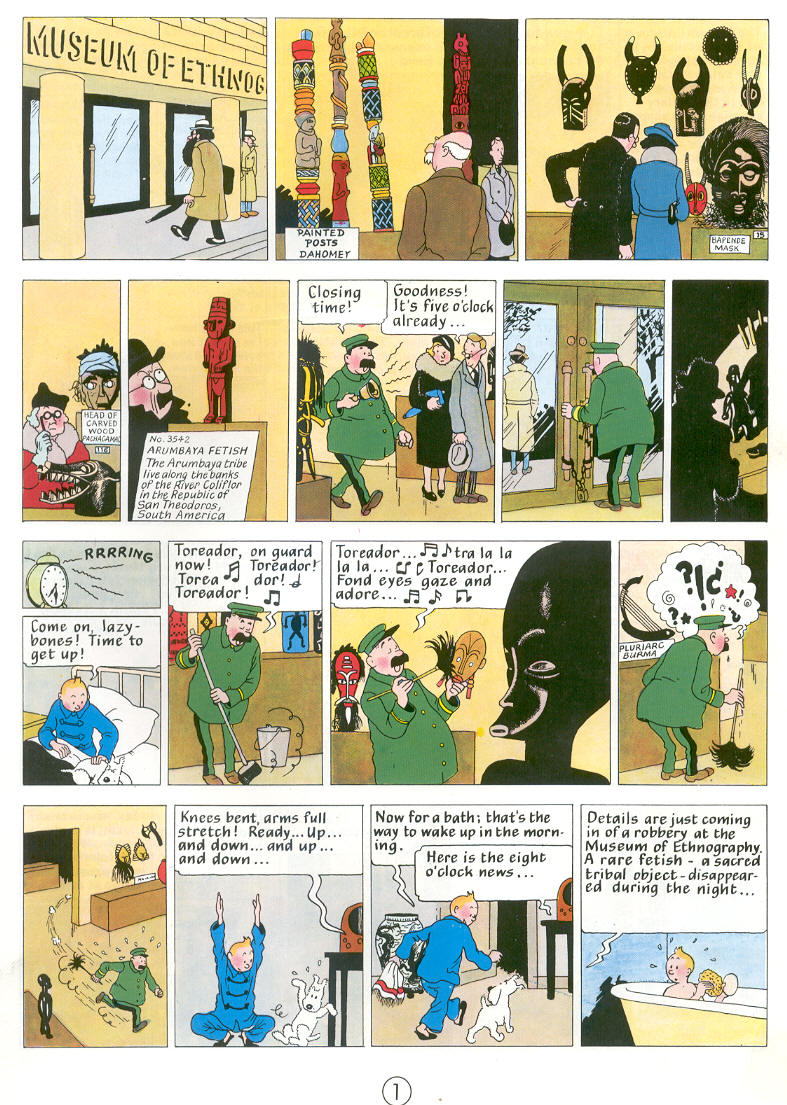 MUSEUM OF ETHNOG
PAINTED
POSTS
DAHOMEY
BAPENDE
MASK
15
HEAD OF
CARVED
WOOD
PACHACAMAC
116
No. 3542
ARUMBAYA FETISH
The Arumbaya tribe
live along the banks
of the River Coliflor
in the Republic of
San Theodoros,
South America
Closing
time!
Goodness!
It's five o'clock
already...
RRRRING
Come on, lazy-
bones! Time to
get up!
Toreador, on guard
now! Toreador!
Torea dor!
Toreador!
Toreador... tra la la
la la... Toreador...
Fond eyes gaze and
adore...
?!¿!
?*!¿
PLURIARC
BURMA
Knees bent, arms full
stretch! Ready...Up...
and down...and up...
and down...
Now for a bath; that's the
way to wake up in the morn-
ing.
Here is the eight
o'clock news...
Details are just coming
in of a robbery at the
Museum of Ethnography.
A rare fetish - a sacred
tribal object - disappear-
ed during the night...
1